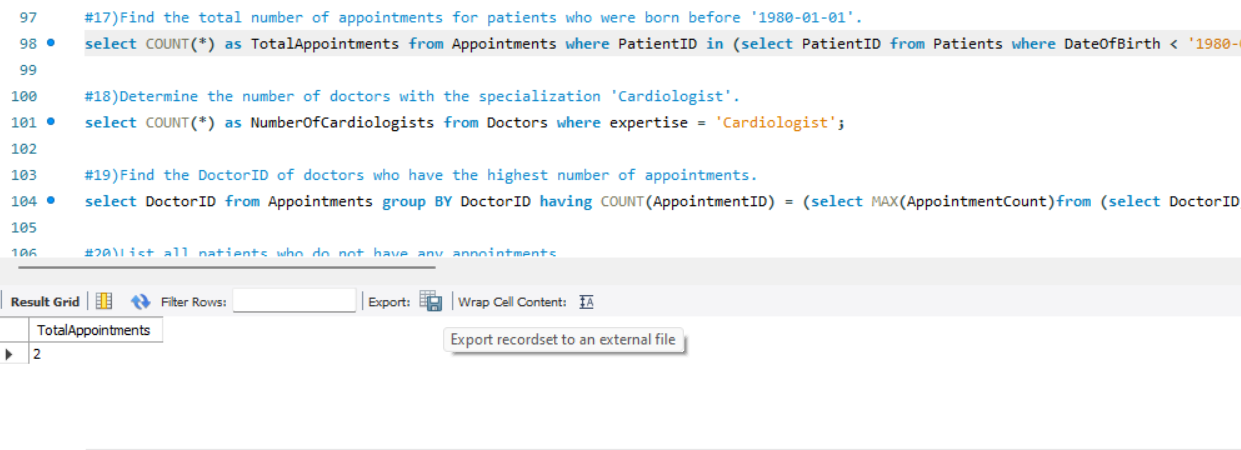 97 #17)Find the total number of appointments for patients who were born before '1980-01-01'.
98 select COUNT(*) as TotalAppointments from Appointments where PatientID in (select PatientID from Patients where DateOfBirth < '1980-
99
100 #18)Determine the number of doctors with the specialization 'Cardiologist'.
101 select COUNT(*) as NumberOfCardiologists from Doctors where expertise = 'Cardiologist';
102
103 #19)Find the DoctorID of doctors who have the highest number of appointments.
104 select DoctorID from Appointments group BY DoctorID having COUNT(AppointmentID) = (select MAX(AppointmentCount)from (select DoctorID
105
106 #20)List all patients who do not have any appointments
Result Grid Filter Rows: Export: Wrap Cell Content:
TotalAppointments
Export recordset to an external file
2